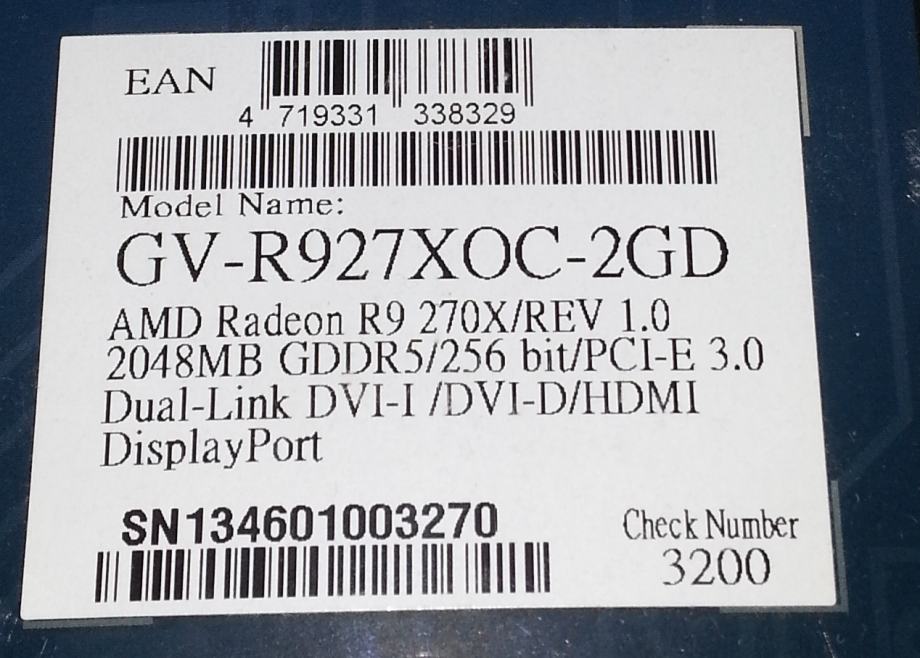 EAN
4 719331 338329
Model Name:
GV-R927XOC-2GD
AMD Radeon R9 270X/REV 1.0
2048MB GDDR5/256 bit/PCI-E 3.0
Dual-Link DVI-I /DVI-D/HDMI
DisplayPort
SN134601003270
Check Number
3200